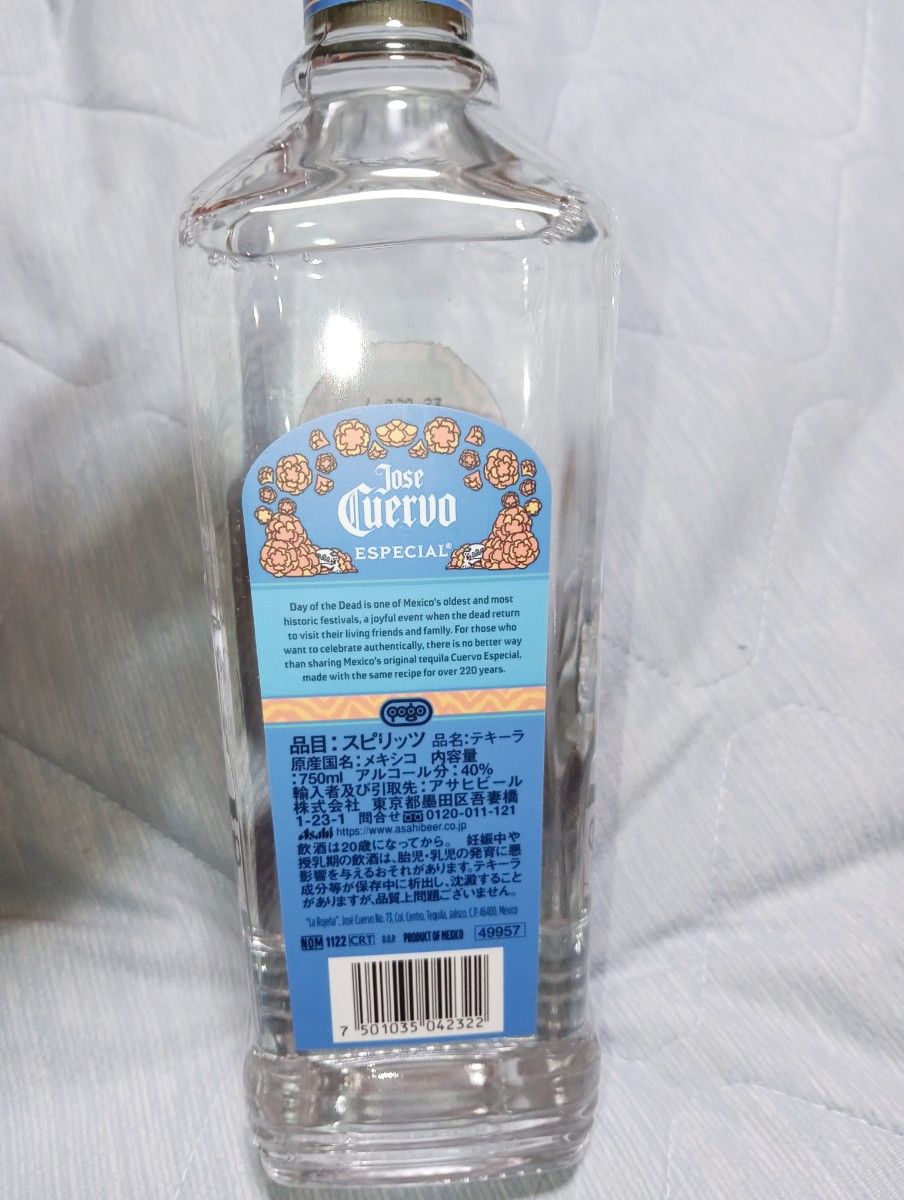 Jose
Cuervo
ESPECIAL®
Day of the Dead is one of Mexico's oldest and most
historic festivals, a joyful event when the dead return
to visit their living friends and family. For those who
want to celebrate authentically, there is no better way
than sharing Mexico's original tequila Cuervo Especial,
made with the same recipe for over 220 years.
品目:スピリッツ 品名:テキーラ
原産国名:メキシコ 内容量
:750ml アルコール分:40%
輸入者及び引取先:アサヒビール
株式会社 東京都墨田区吾妻橋
1-23-1 問合せ 0120-011-121
Asahi https://www.asahibeer.co.jp
飲酒は20歳になってから。 妊娠中や
授乳期の飲酒は、胎児・乳児の発育に悪
影響を与えるおそれがあります。テキーラ
成分等が保存中に析出し、沈澱すること
がありますが、品質上問題ございません。
"La Rojeña", José Cuervo No. 73, Col. Centro, Tequila, Jalisco, C.P. 46400, Mexico
NOM 1122 CRT D.O.P. PRODUCT OF MEXICO 49957
7 501035 042322